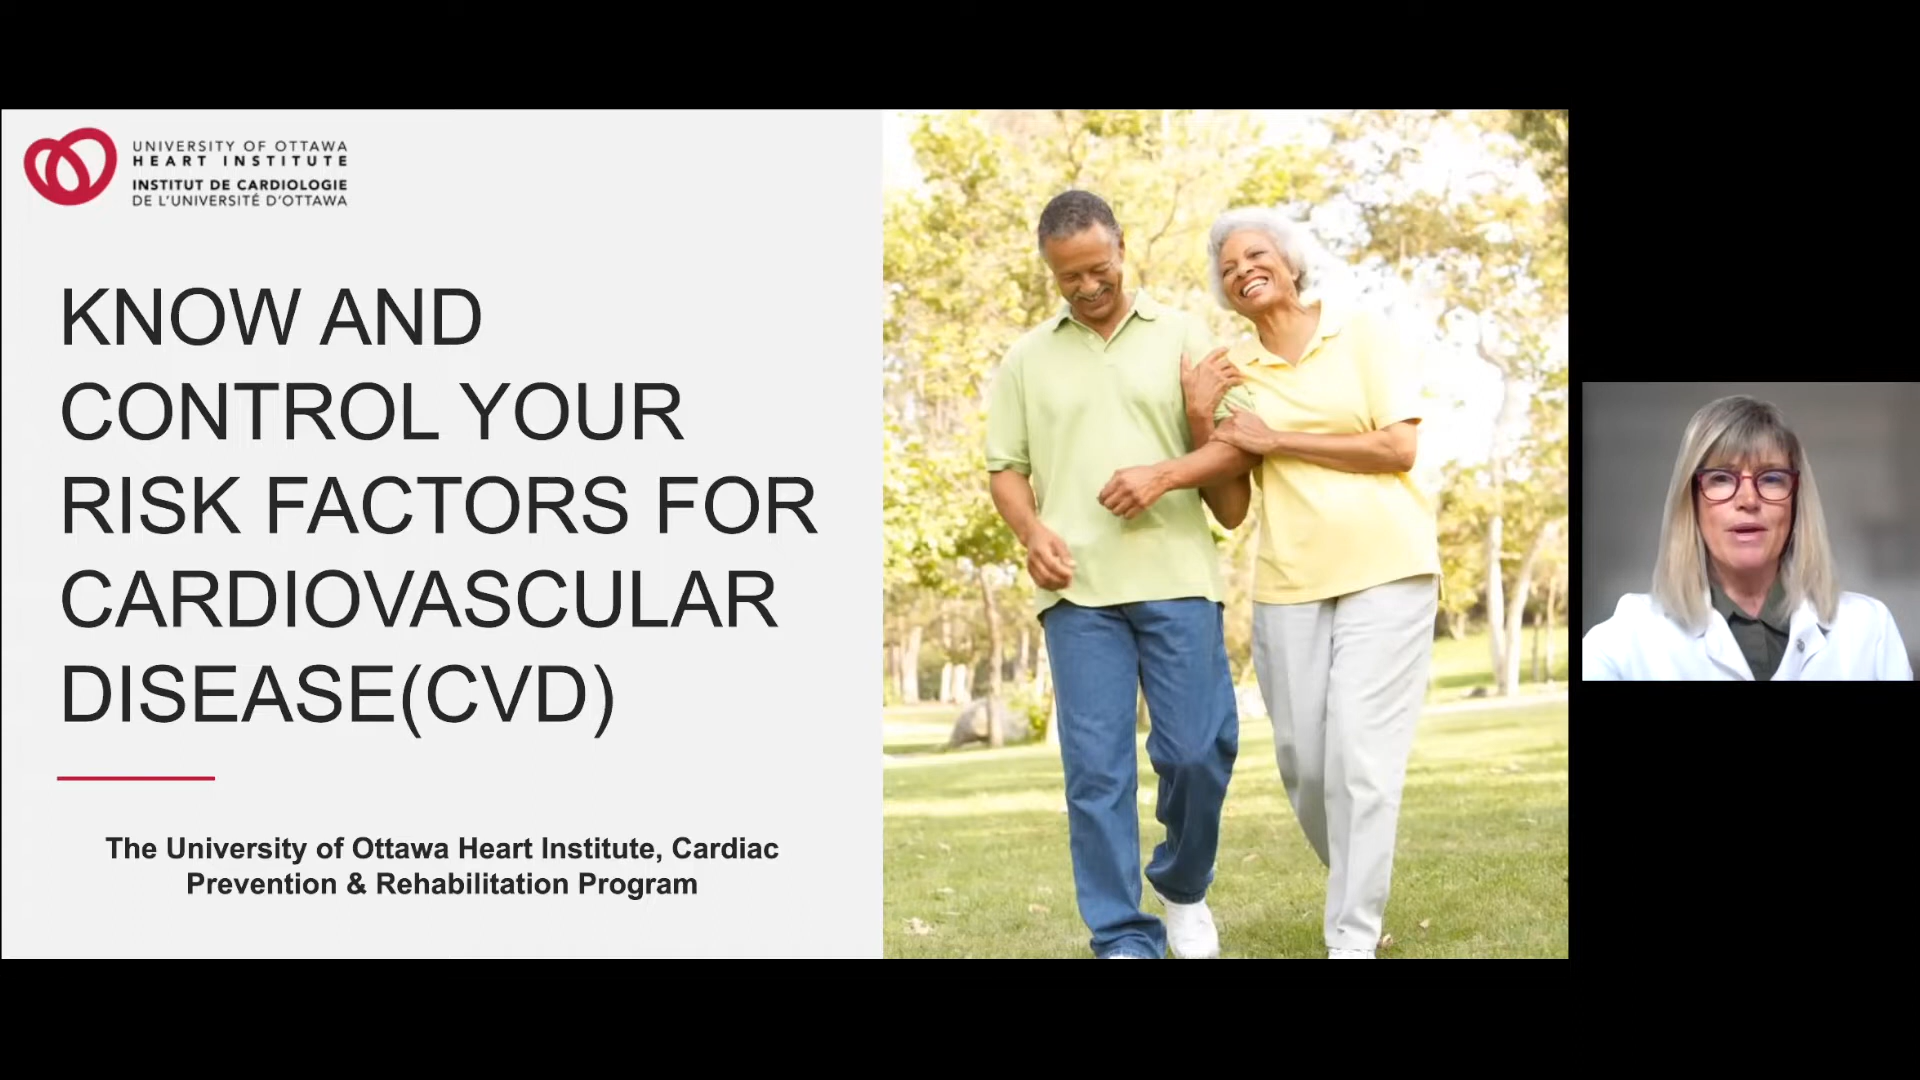 UNIVERSITY OF OTTAWA
HEART INSTITUTE
INSTITUT DE CARDIOLOGIE
DE L'UNIVERSITÉ D'OTTAWA
KNOW AND
CONTROL YOUR
RISK FACTORS FOR
CARDIOVASCULAR
DISEASE(CVD)
The University of Ottawa Heart Institute, Cardiac
Prevention & Rehabilitation Program